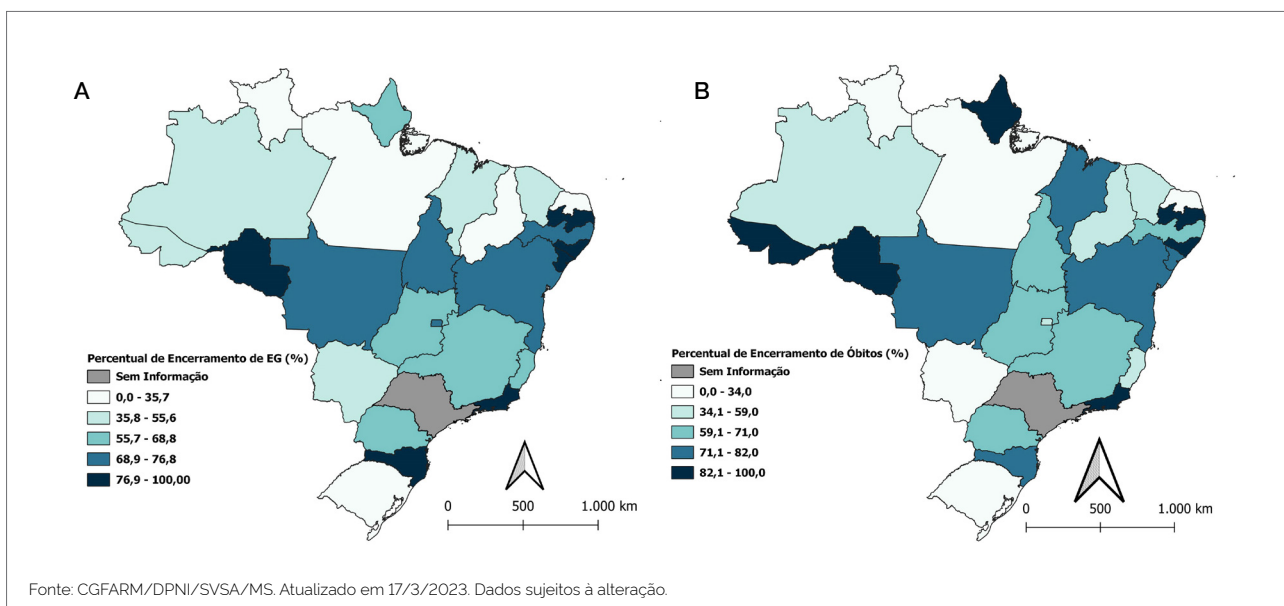 A
B
Percentual de Encerramento de EG (%)
Sem Informação
0,0 - 35,7
35,8 - 55,6
55,7 - 68,8
68,9 - 76,8
76,9 - 100,00
0 500 1.000 km
Percentual de Encerramento de Óbitos (%)
Sem Informação
0,0 - 34,0
34,1 - 59,0
59,1 - 71,0
71,1 - 82,0
82,1 - 100,0
0 500 1.000 km
Fonte: CGFARM/DPNI/SVSA/MS. Atualizado em 17/3/2023. Dados sujeitos à alteração.